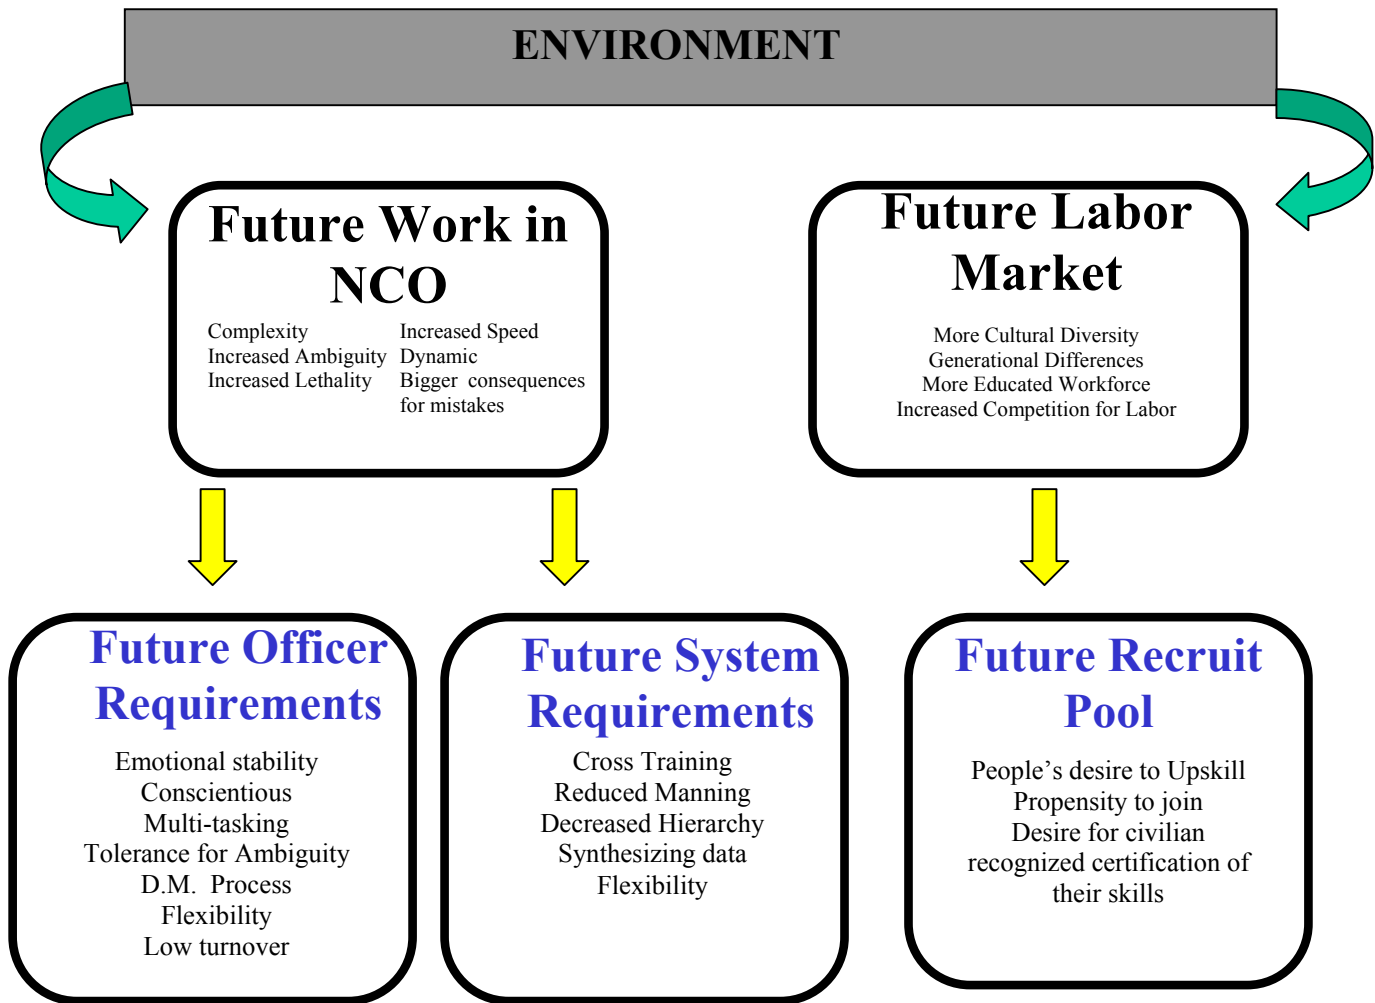 ENVIRONMENT
Future Work in
NCO
Complexity
Increased Ambiguity
Increased Lethality
Increased Speed
Dynamic
Bigger consequences
for mistakes
Future Labor
Market
More Cultural Diversity
Generational Differences
More Educated Workforce
Increased Competition for Labor
Future Officer
Requirements
Emotional stability
Conscientious
Multi-tasking
Tolerance for Ambiguity
D.M. Process
Flexibility
Low turnover
Future System
Requirements
Cross Training
Reduced Manning
Decreased Hierarchy
Synthesizing data
Flexibility
Future Recruit
Pool
People’s desire to Upskill
Propensity to join
Desire for civilian
recognized certification of
their skills